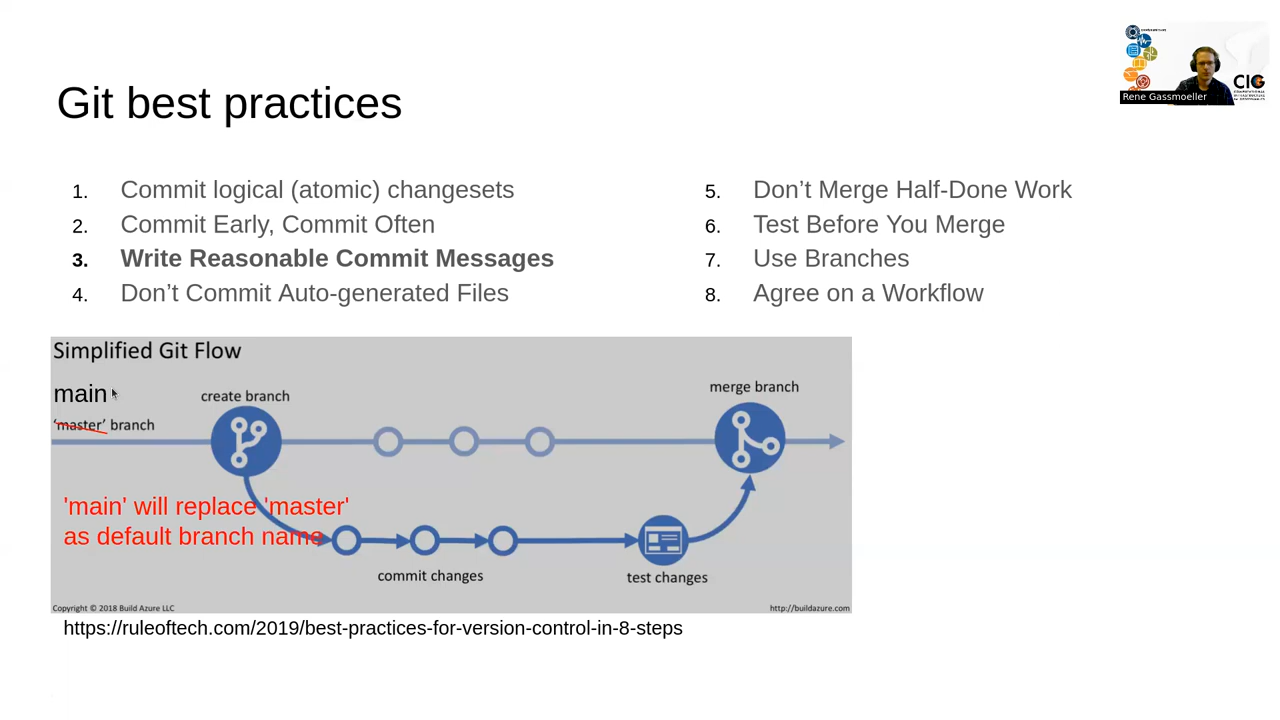 Rene Gassmoeller
CIG
Git best practices
1. Commit logical (atomic) changesets
2. Commit Early, Commit Often
3. Write Reasonable Commit Messages
4. Don’t Commit Auto-generated Files
5. Don’t Merge Half-Done Work
6. Test Before You Merge
7. Use Branches
8. Agree on a Workflow
Simplified Git Flow
main
‘master’ branch
create branch
merge branch
'main' will replace 'master'
as default branch name
commit changes
test changes
Copyright © 2018 Build Azure LLC
http://buildazure.com
https://ruleoftech.com/2019/best-practices-for-version-control-in-8-steps